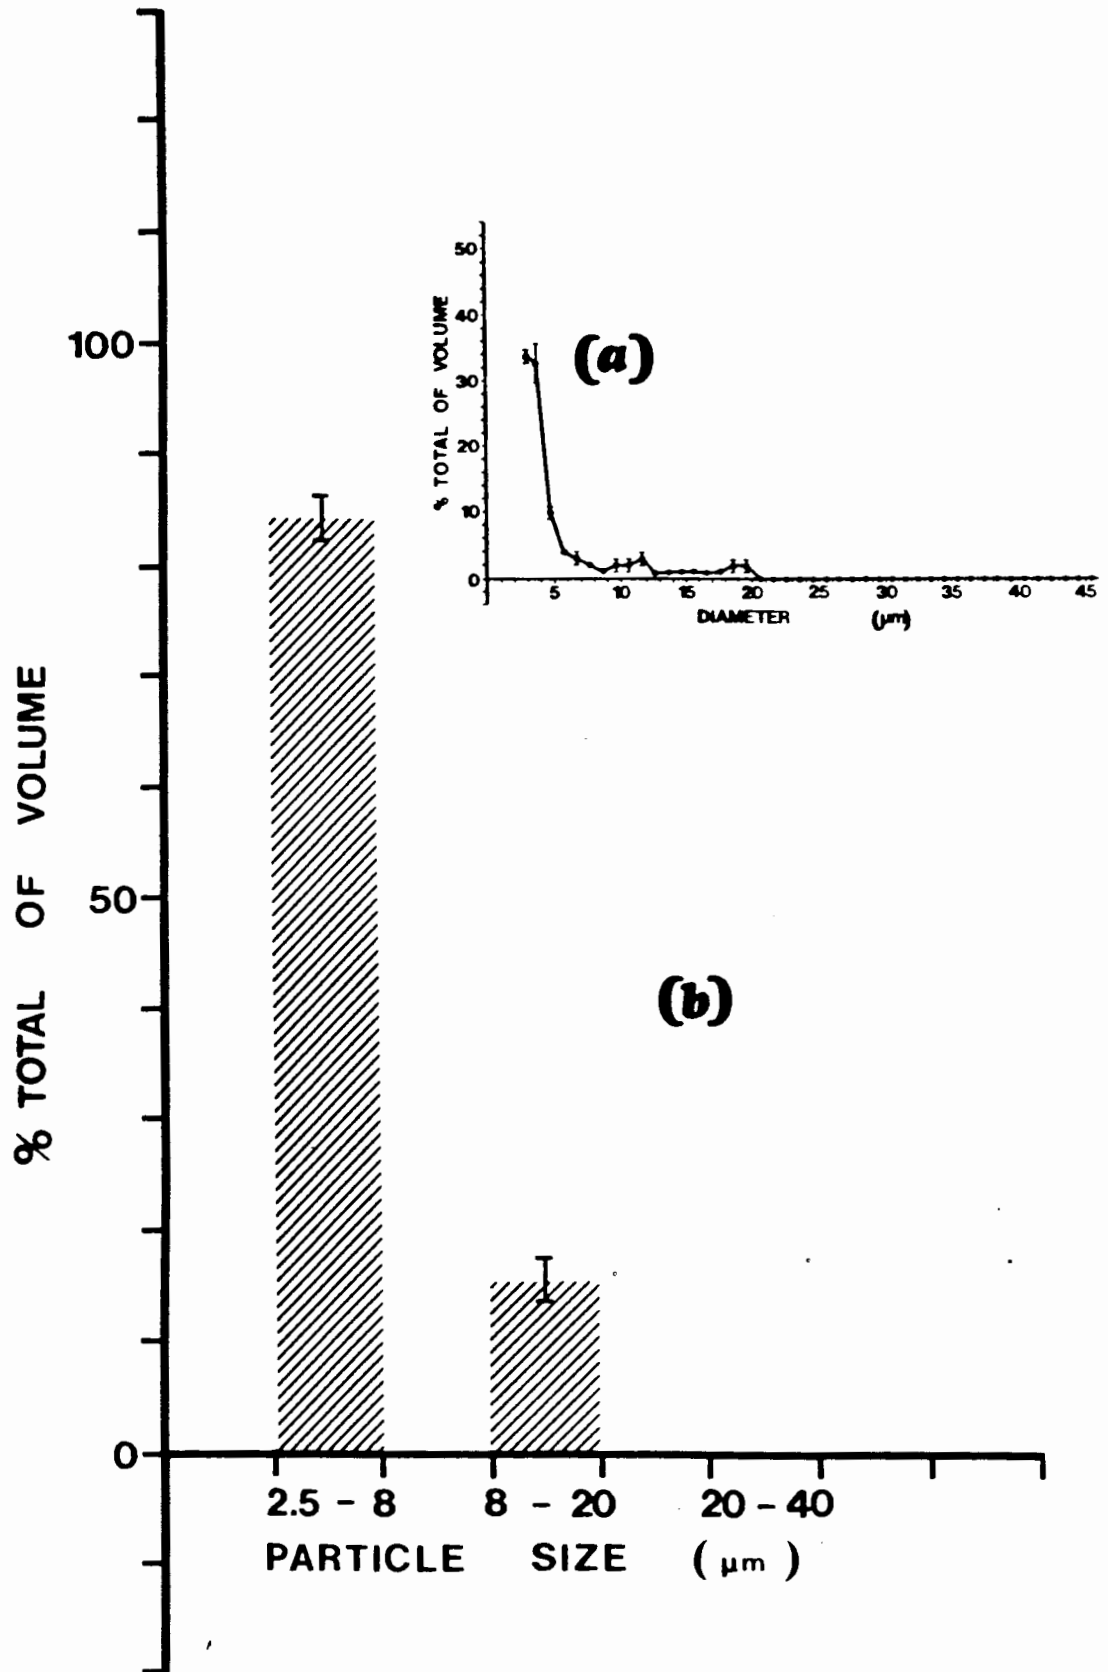 % TOTAL OF VOLUME
100
50
0
2.5 - 8 8 - 20 20 - 40
PARTICLE SIZE (μm)
(a)
% TOTAL OF VOLUME
50
40
30
20
10
0
5 10 15 20 25 30 35 40 45
DIAMETER (μm)
(b)